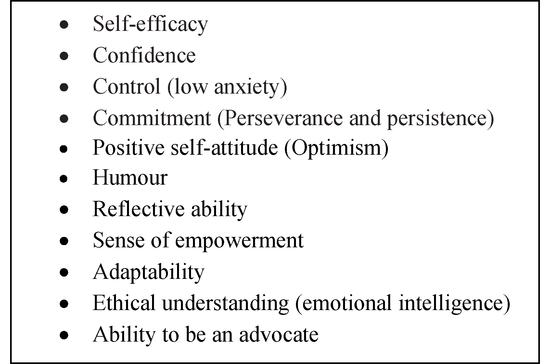 • Self-efficacy
• Confidence
• Control (low anxiety)
• Commitment (Perseverance and persistence)
• Positive self-attitude (Optimism)
• Humour
• Reflective ability
• Sense of empowerment
• Adaptability
• Ethical understanding (emotional intelligence)
• Ability to be an advocate